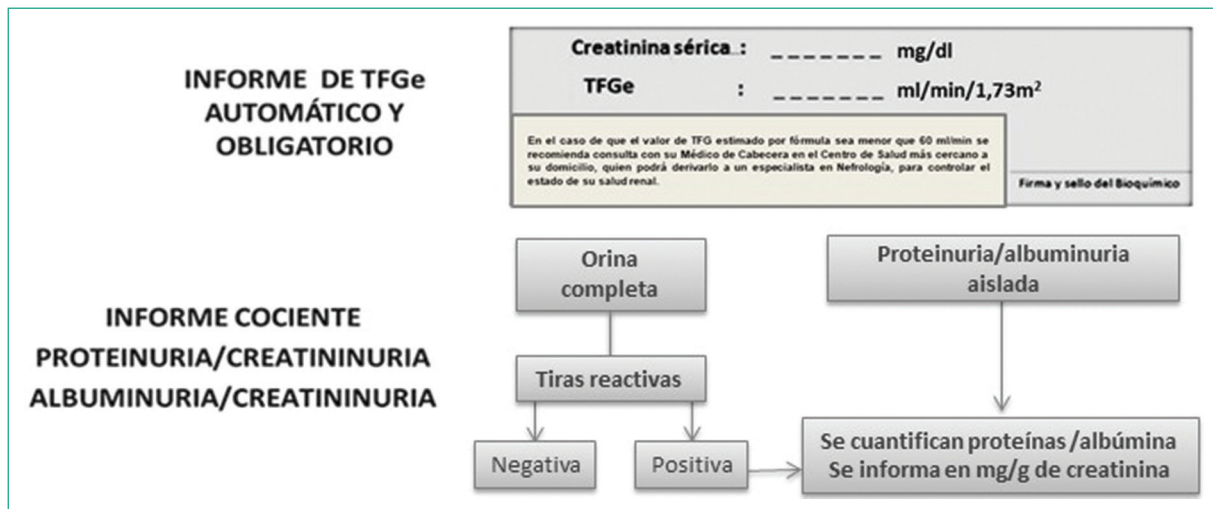 INFORME DE TFGe
AUTOMÁTICO Y
OBLIGATORIO
Creatinina sérica : _ _ _ _ _ _ _ mg/dl
TFGe : _ _ _ _ _ _ _ ml/min/1,73m²
En el caso de que el valor de TFG estimado por fórmula sea menor que 60 ml/min se
recomienda consulta con su Médico de Cabecera en el Centro de Salud más cercano a
su domicilio, quien podrá derivarlo a un especialista en Nefrología, para controlar el
estado de su salud renal.
Firma y sello del Bioquímico
INFORME COCIENTE
PROTEINURIA/CREATININURIA
ALBUMINURIA/CREATININURIA
Orina
completa
Proteinuria/albuminuria
aislada
Tiras reactivas
Negativa
Positiva
Se cuantifican proteínas /albúmina
Se informa en mg/g de creatinina